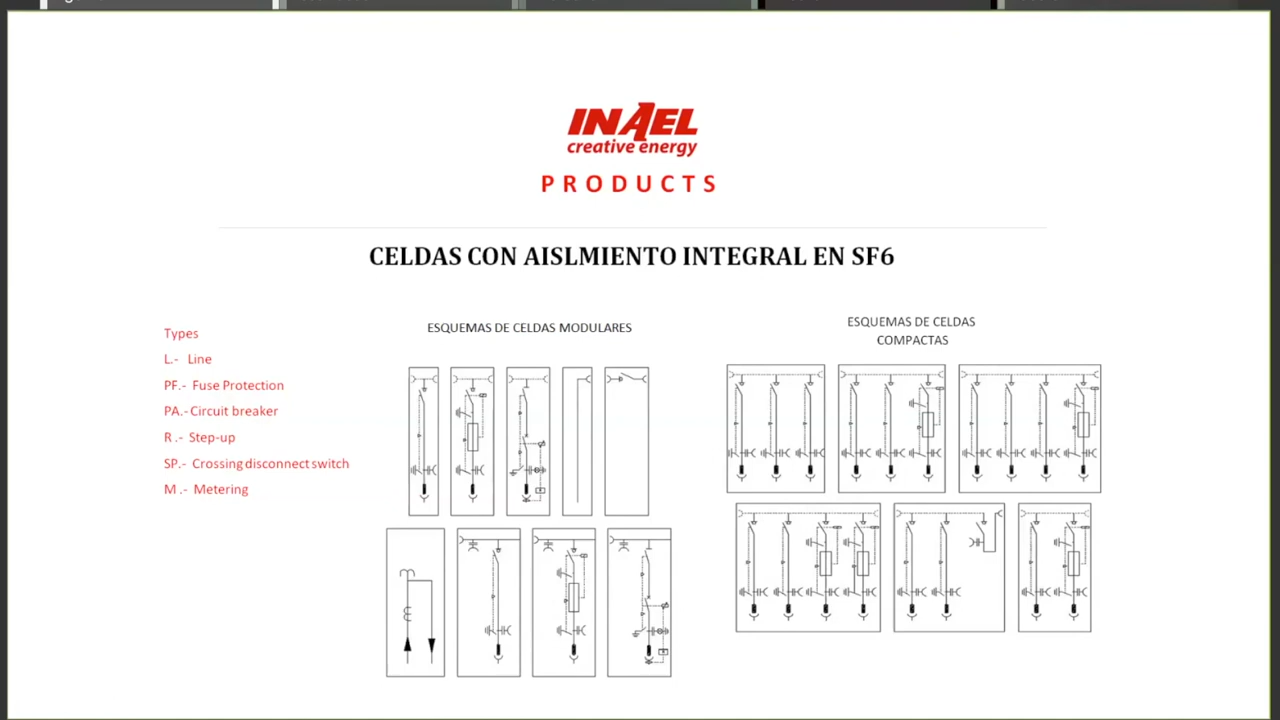 INAEL
creative energy
PRODUCTS
CELDAS CON AISLMIENTO INTEGRAL EN SF6
Types
L.- Line
PF.- Fuse Protection
PA.- Circuit breaker
R .- Step-up
SP.- Crossing disconnect switch
M .- Metering
ESQUEMAS DE CELDAS MODULARES
ESQUEMAS DE CELDAS
COMPACTAS